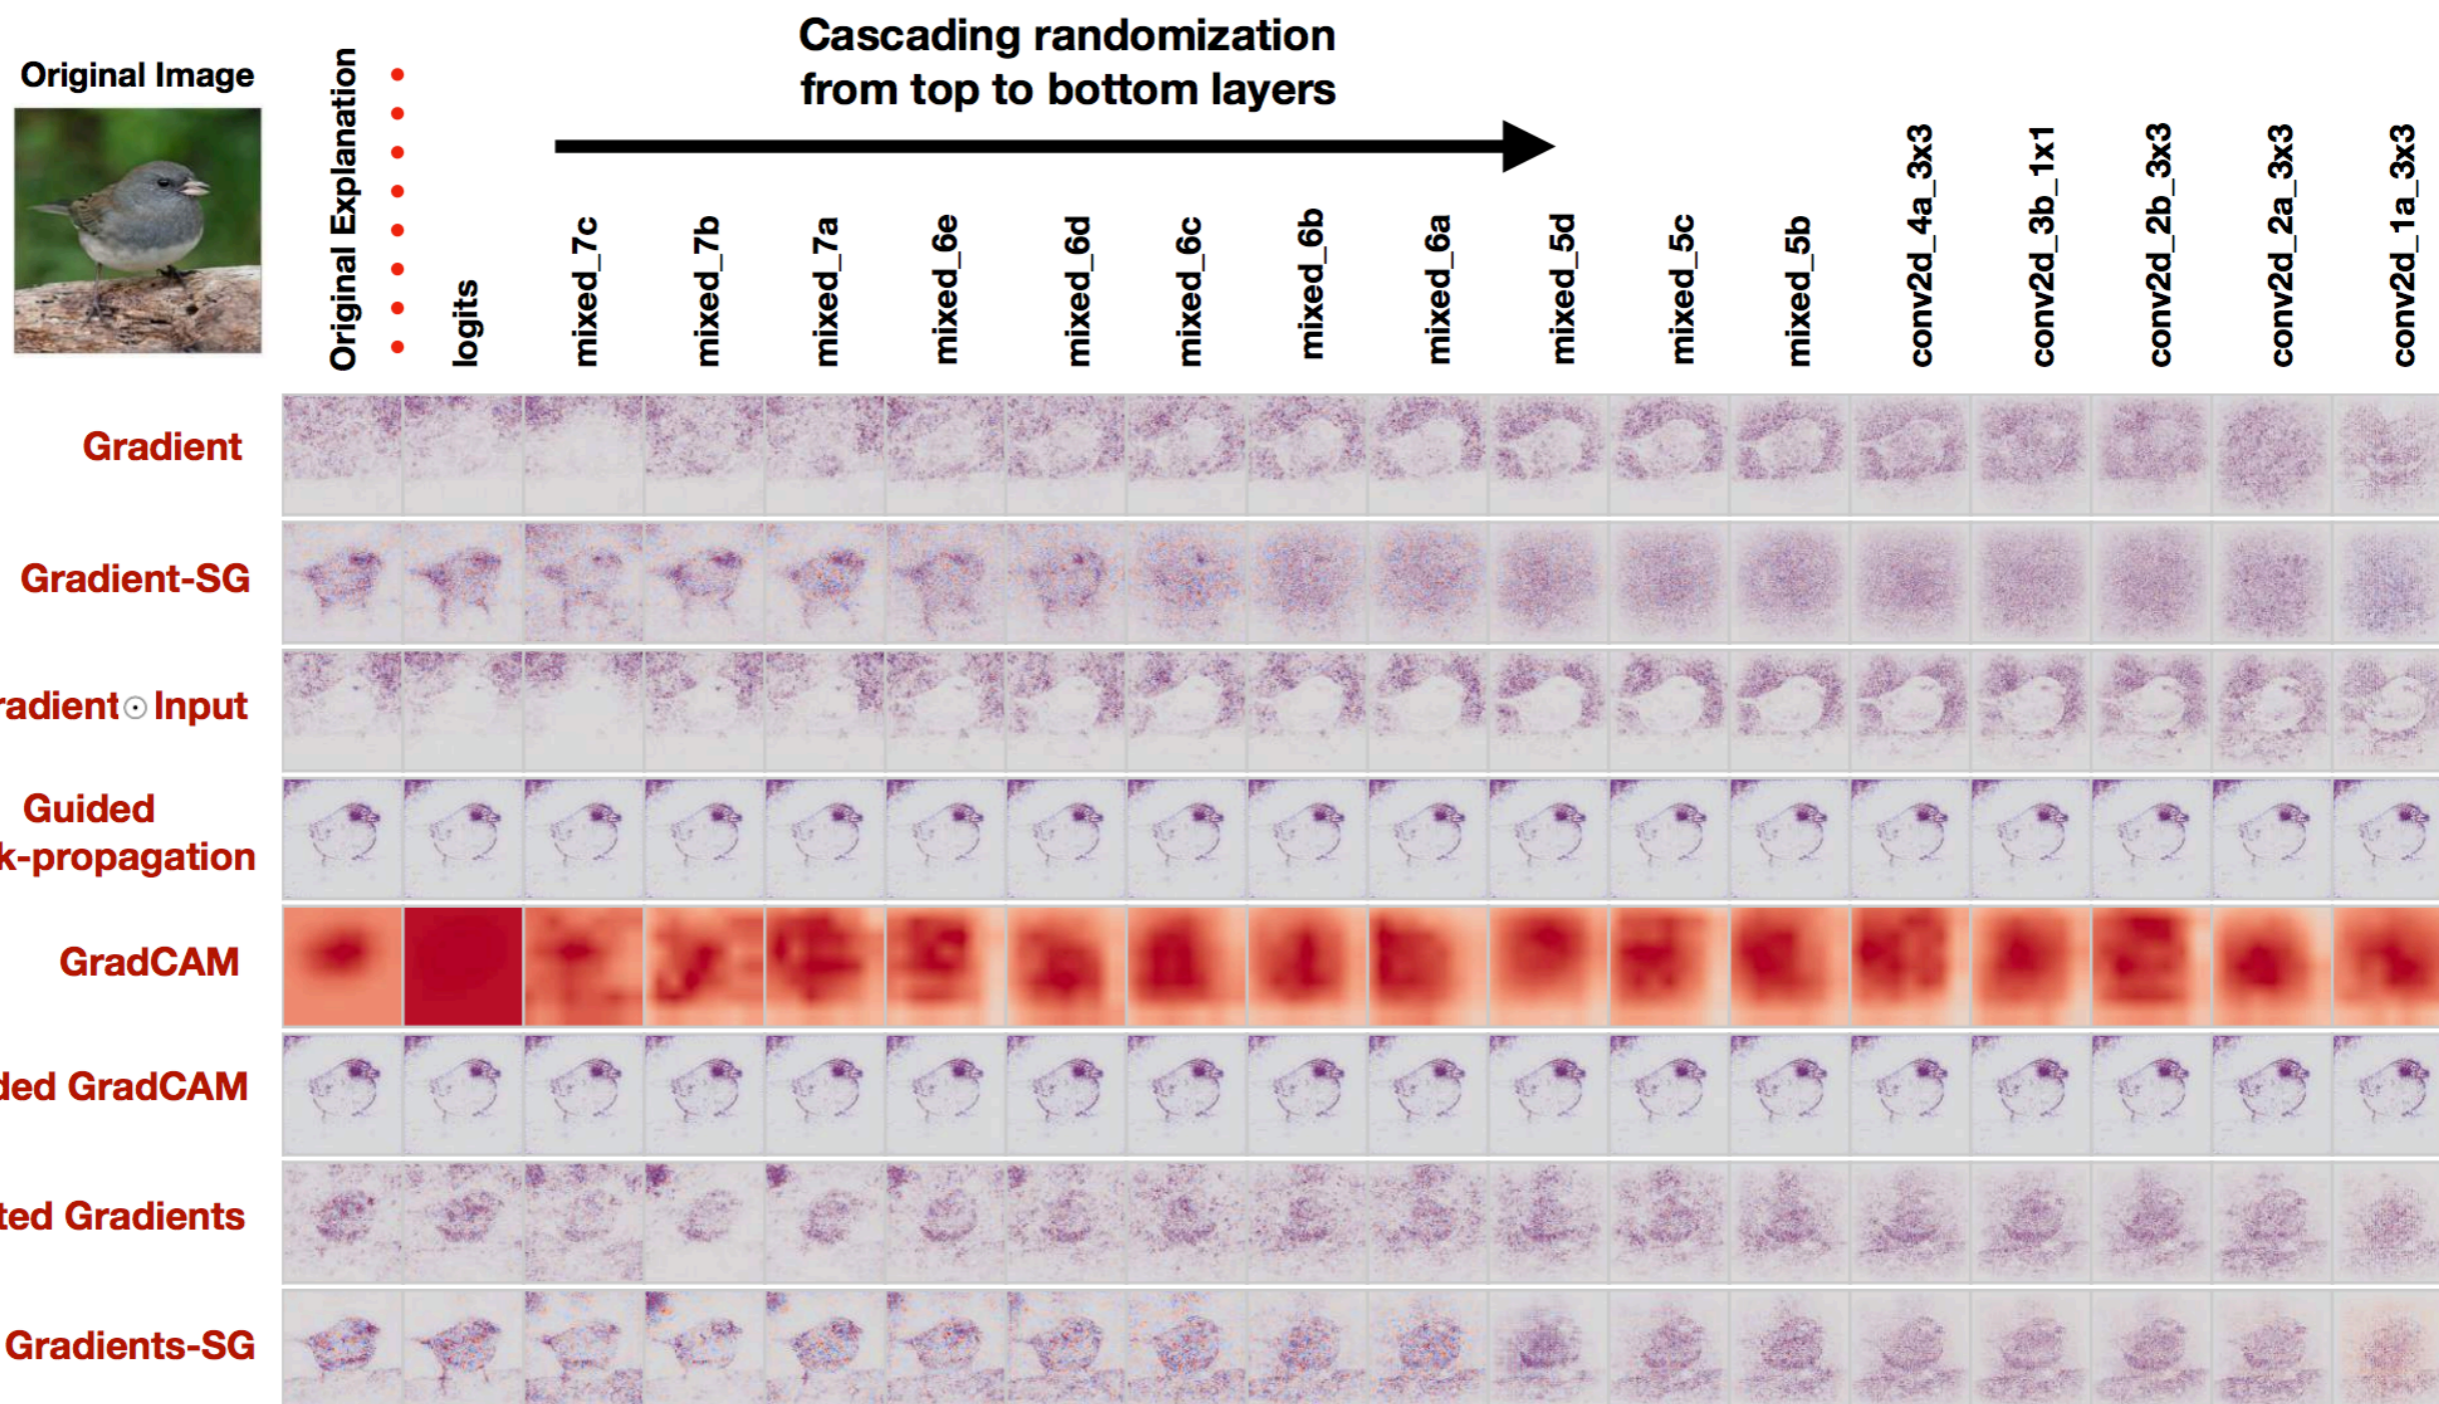 Cascading randomization
from top to bottom layers
Original Image
Original Explanation
logits
mixed_7c
mixed_7b
mixed_7a
mixed_6e
mixed_6d
mixed_6c
mixed_6b
mixed_6a
mixed_5d
mixed_5c
mixed_5b
conv2d_4a_3x3
conv2d_3b_1x1
conv2d_2b_3x3
conv2d_2a_3x3
conv2d_1a_3x3
Gradient
Gradient-SG
radient⊙Input
Guided
k-propagation
GradCAM
ded GradCAM
ted Gradients
Gradients-SG